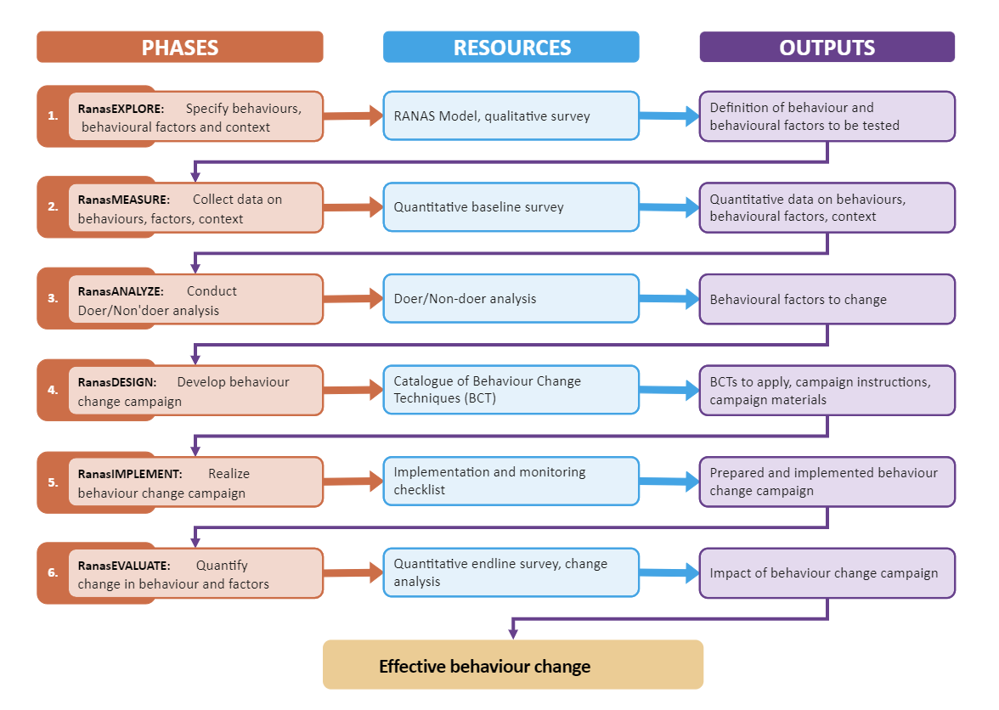 PHASES
RESOURCES
OUTPUTS
1.
RanasEXPLORE: Specify behaviours,
behavioural factors and context
RANAS Model, qualitative survey
Definition of behaviour and
behavioural factors to be tested
2.
RanasMEASURE: Collect data on
behaviours, factors, context
Quantitative baseline survey
Quantitative data on behaviours,
behavioural factors, context
3.
RanasANALYZE: Conduct
Doer/Non'doer analysis
Doer/Non-doer analysis
Behavioural factors to change
4.
RanasDESIGN: Develop behaviour
change campaign
Catalogue of Behaviour Change
Techniques (BCT)
BCTs to apply, campaign instructions,
campaign materials
5.
RanasIMPLEMENT: Realize
behaviour change campaign
Implementation and monitoring
checklist
Prepared and implemented behaviour
change campaign
6.
RanasEVALUATE: Quantify
change in behaviour and factors
Quantitative endline survey, change
analysis
Impact of behaviour change campaign
Effective behaviour change